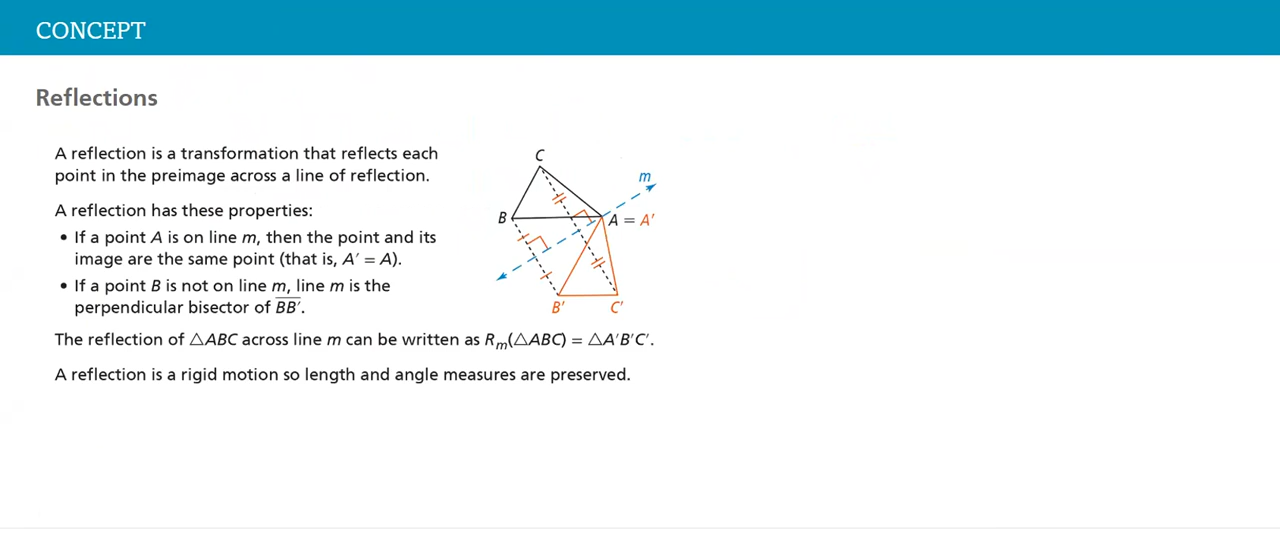 CONCEPT
Reflections
A reflection is a transformation that reflects each
point in the preimage across a line of reflection.
A reflection has these properties:
• If a point A is on line m, then the point and its
image are the same point (that is, A′ = A).
• If a point B is not on line m, line m is the
perpendicular bisector of B̅B̅′̅.
The reflection of △ABC across line m can be written as Rₘ(△ABC) = △A′B′C′.
A reflection is a rigid motion so length and angle measures are preserved.
C
m
B
A = A′
B′
C′